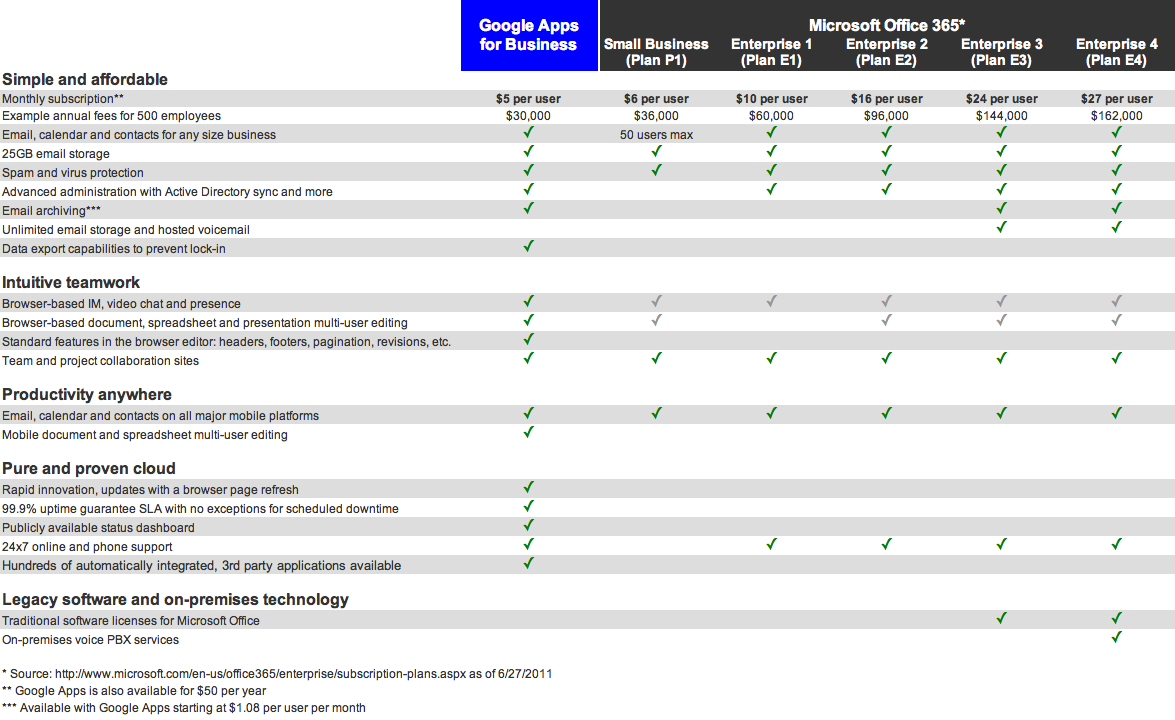 Google Apps for Business Microsoft Office 365*
Small Business (Plan P1) Enterprise 1 (Plan E1) Enterprise 2 (Plan E2) Enterprise 3 (Plan E3) Enterprise 4 (Plan E4)
Simple and affordable
Monthly subscription** $5 per user $6 per user $10 per user $16 per user $24 per user $27 per user
Example annual fees for 500 employees $30,000 $36,000 $60,000 $96,000 $144,000 $162,000
Email, calendar and contacts for any size business ✓ 50 users max ✓ ✓ ✓ ✓
25GB email storage ✓ ✓ ✓ ✓ ✓ ✓
Spam and virus protection ✓ ✓ ✓ ✓ ✓ ✓
Advanced administration with Active Directory sync and more ✓ ✓ ✓ ✓ ✓
Email archiving*** ✓ ✓ ✓
Unlimited email storage and hosted voicemail ✓ ✓
Data export capabilities to prevent lock-in ✓
Intuitive teamwork
Browser-based IM, video chat and presence ✓ ✓ ✓ ✓ ✓ ✓
Browser-based document, spreadsheet and presentation multi-user editing ✓ ✓ ✓ ✓ ✓
Standard features in the browser editor: headers, footers, pagination, revisions, etc. ✓
Team and project collaboration sites ✓ ✓ ✓ ✓ ✓ ✓
Productivity anywhere
Email, calendar and contacts on all major mobile platforms ✓ ✓ ✓ ✓ ✓ ✓
Mobile document and spreadsheet multi-user editing ✓
Pure and proven cloud
Rapid innovation, updates with a browser page refresh ✓
99.9% uptime guarantee SLA with no exceptions for scheduled downtime ✓
Publicly available status dashboard ✓
24x7 online and phone support ✓ ✓ ✓ ✓ ✓
Hundreds of automatically integrated, 3rd party applications available ✓
Legacy software and on-premises technology
Traditional software licenses for Microsoft Office ✓ ✓
On-premises voice PBX services ✓
* Source: http://www.microsoft.com/en-us/office365/enterprise/subscription-plans.aspx as of 6/27/2011
** Google Apps is also available for $50 per year
*** Available with Google Apps starting at $1.08 per user per month